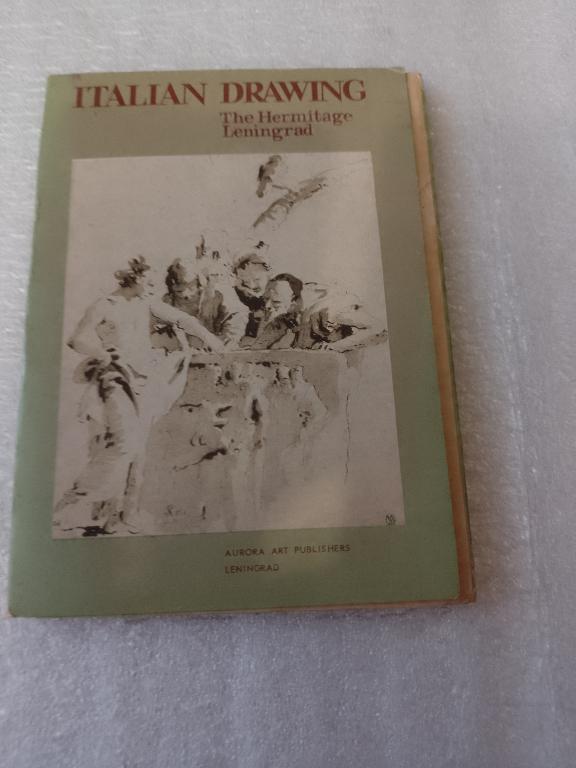 ITALIAN DRAWING
The Hermitage
Leningrad
AURORA ART PUBLISHERS
LENINGRAD